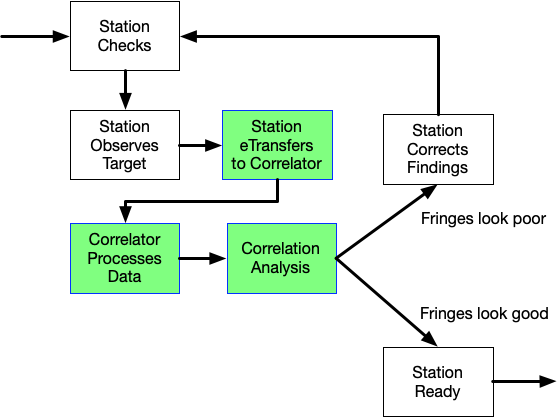 Station
Checks
Station
Observes
Target
Station
eTransfers
to Correlator
Station
Corrects
Findings
Fringes look poor
Correlator
Processes
Data
Correlation
Analysis
Fringes look good
Station
Ready